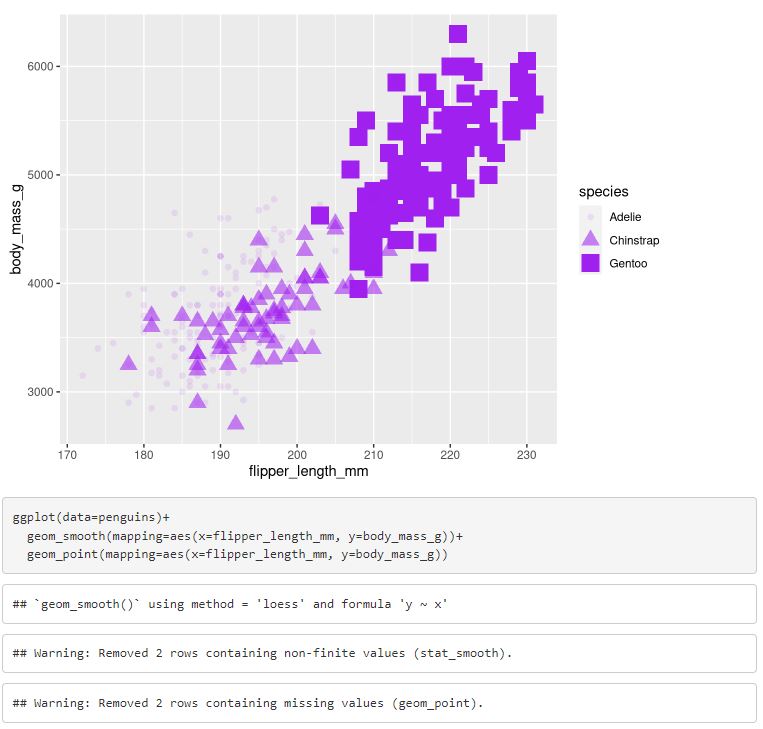 6000
5000
4000
3000
body_mass_g
170 180 190 200 210 220 230
flipper_length_mm
species
Adelie
Chinstrap
Gentoo
ggplot(data=penguins)+
  geom_smooth(mapping=aes(x=flipper_length_mm, y=body_mass_g))+
  geom_point(mapping=aes(x=flipper_length_mm, y=body_mass_g))
## `geom_smooth()` using method = 'loess' and formula 'y ~ x'
## Warning: Removed 2 rows containing non-finite values (stat_smooth).
## Warning: Removed 2 rows containing missing values (geom_point).